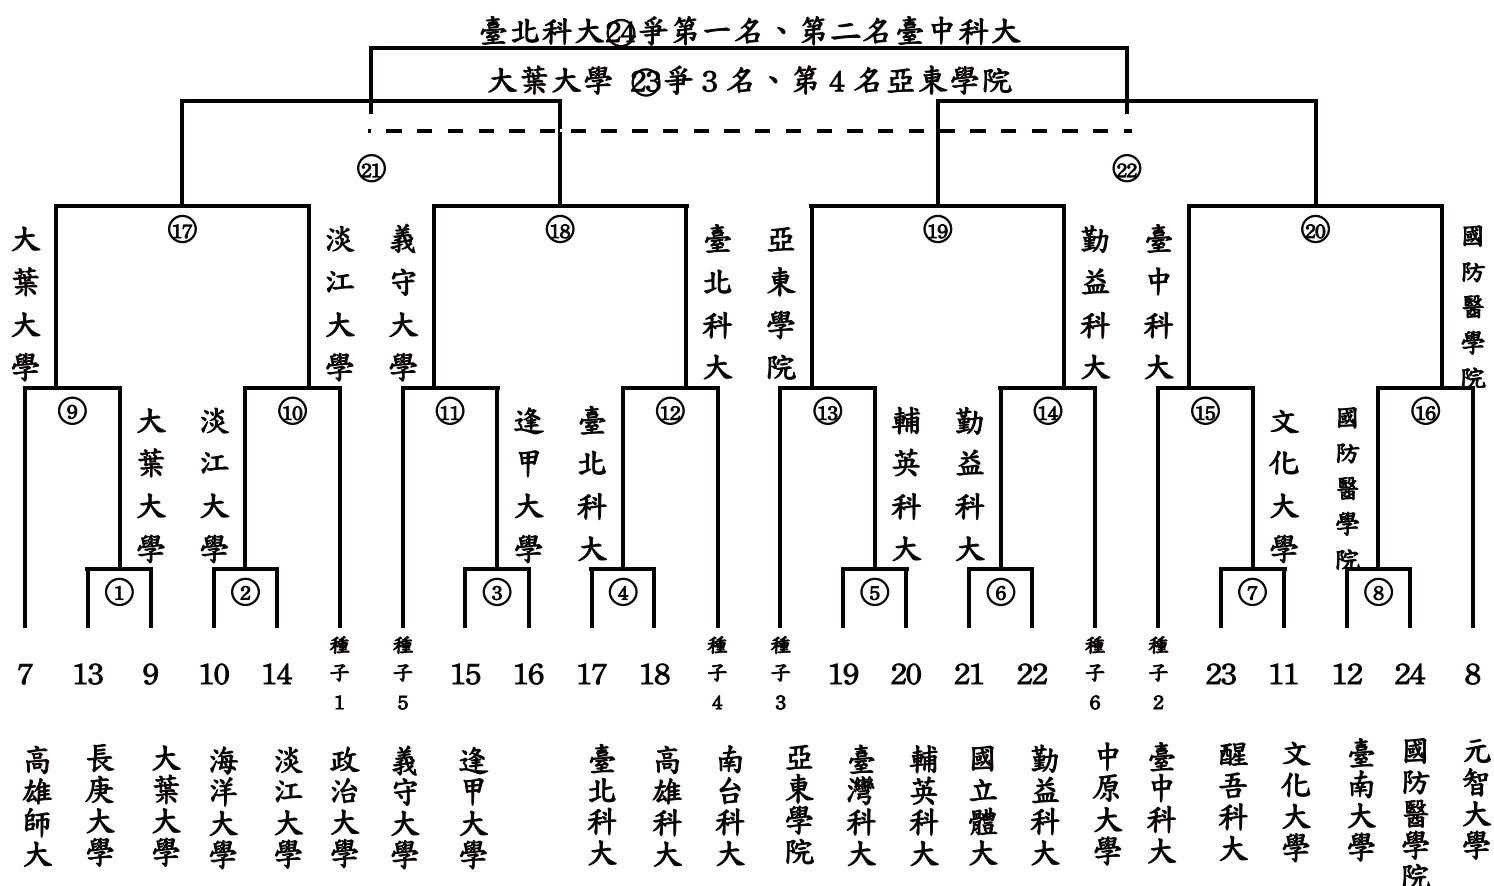 臺北科大㉔爭第一名、第二名臺中科大
大葉大學 ㉓爭3名、第4名亞東學院
㉑
㉒
⑰
⑱
⑲
⑳
大葉大學
淡江大學
義守大學
臺北科大
亞東學院
勤益科大
臺中科大
國防醫學院
⑨
⑩
⑪
⑫
⑬
⑭
⑮
⑯
大葉大學
淡江大學
逢甲大學
臺北科大
輔英科大
勤益科大
文化大學
國防醫學院
①
②
③
④
⑤
⑥
⑦
⑧
7
13
9
10
14
種子1
種子5
15
16
17
18
種子4
種子3
19
20
21
22
種子6
種子2
23
11
12
24
8
高雄師大
長庚大學
大葉大學
海洋大學
淡江大學
政治大學
義守大學
逢甲大學
臺北科大
高雄科大
南台科大
亞東學院
臺灣科大
輔英科大
國立體大
勤益科大
中原大學
臺中科大
醒吾科大
文化大學
臺南大學
國防醫學院
元智大學